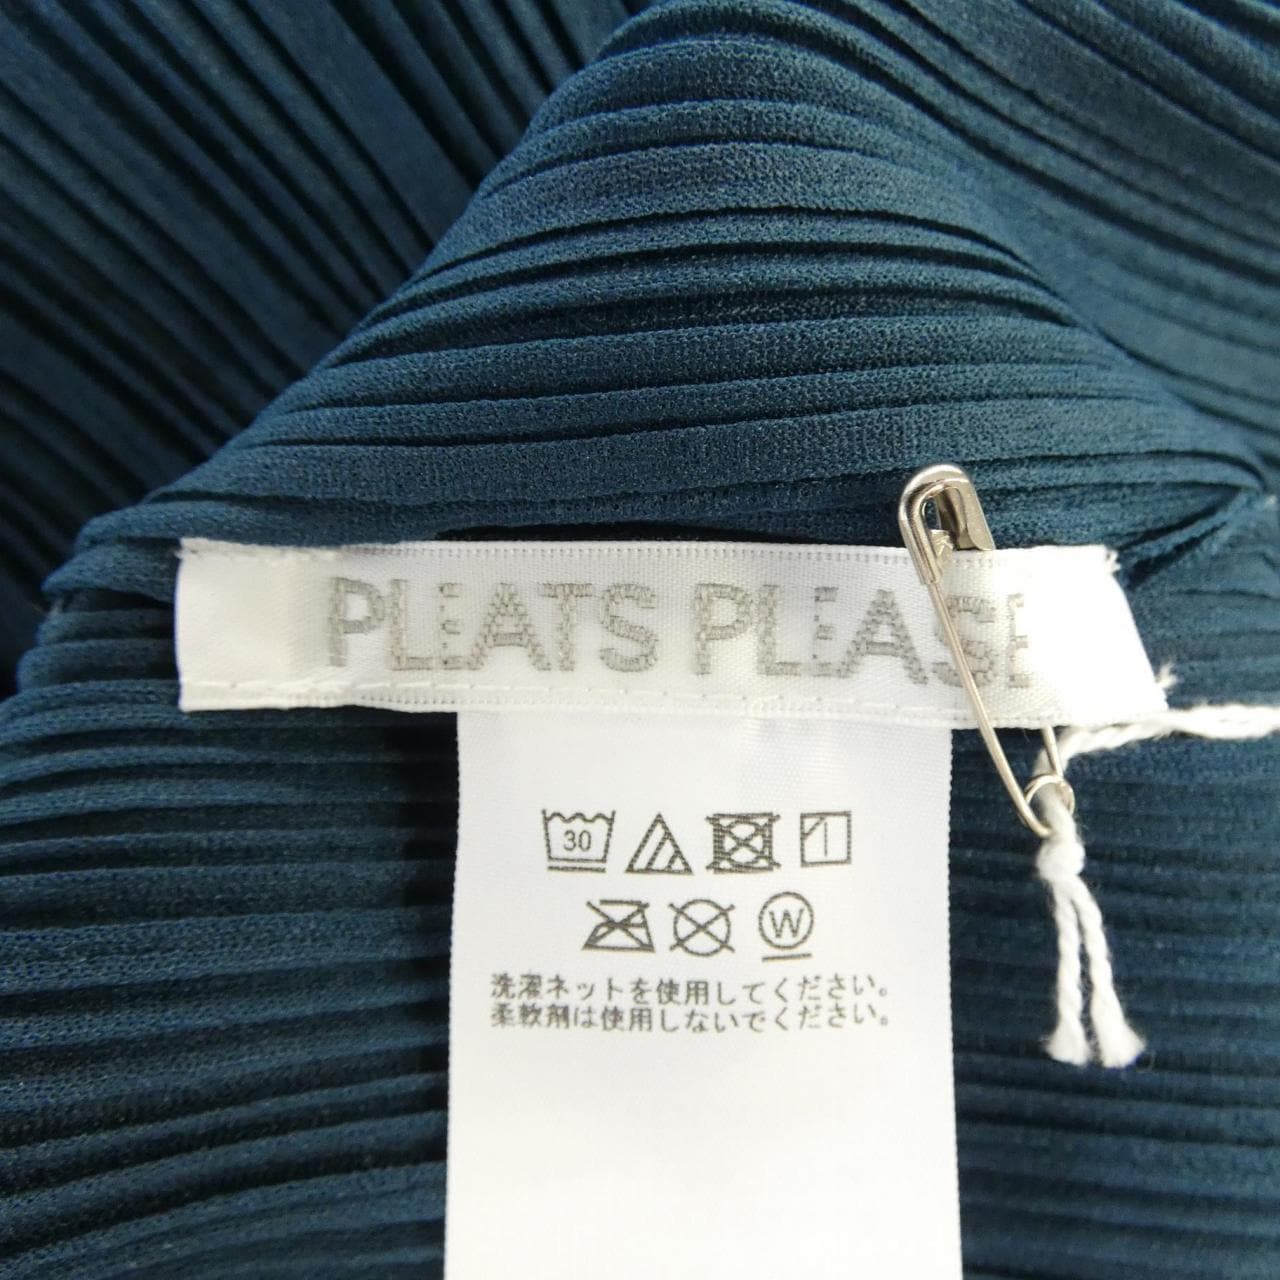 PLEATS PLEASE
30
W
洗濯ネットを使用してください。
柔軟剤は使用しないでください。